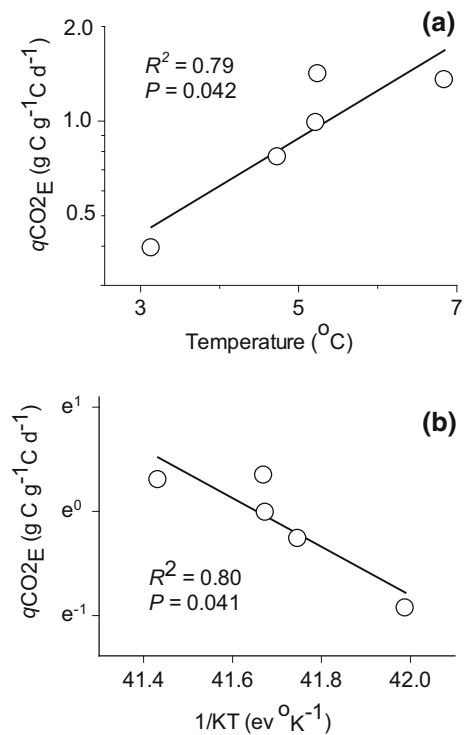 (a)
2.0
R² = 0.79
P = 0.042
1.0
0.5
qCO2E (g C g⁻¹C d⁻¹)
3 5 7
Temperature (°C)
(b)
e¹
e⁰
e⁻¹
R² = 0.80
P = 0.041
qCO2E (g C g⁻¹C d⁻¹)
41.4 41.6 41.8 42.0
1/KT (ev °K⁻¹)